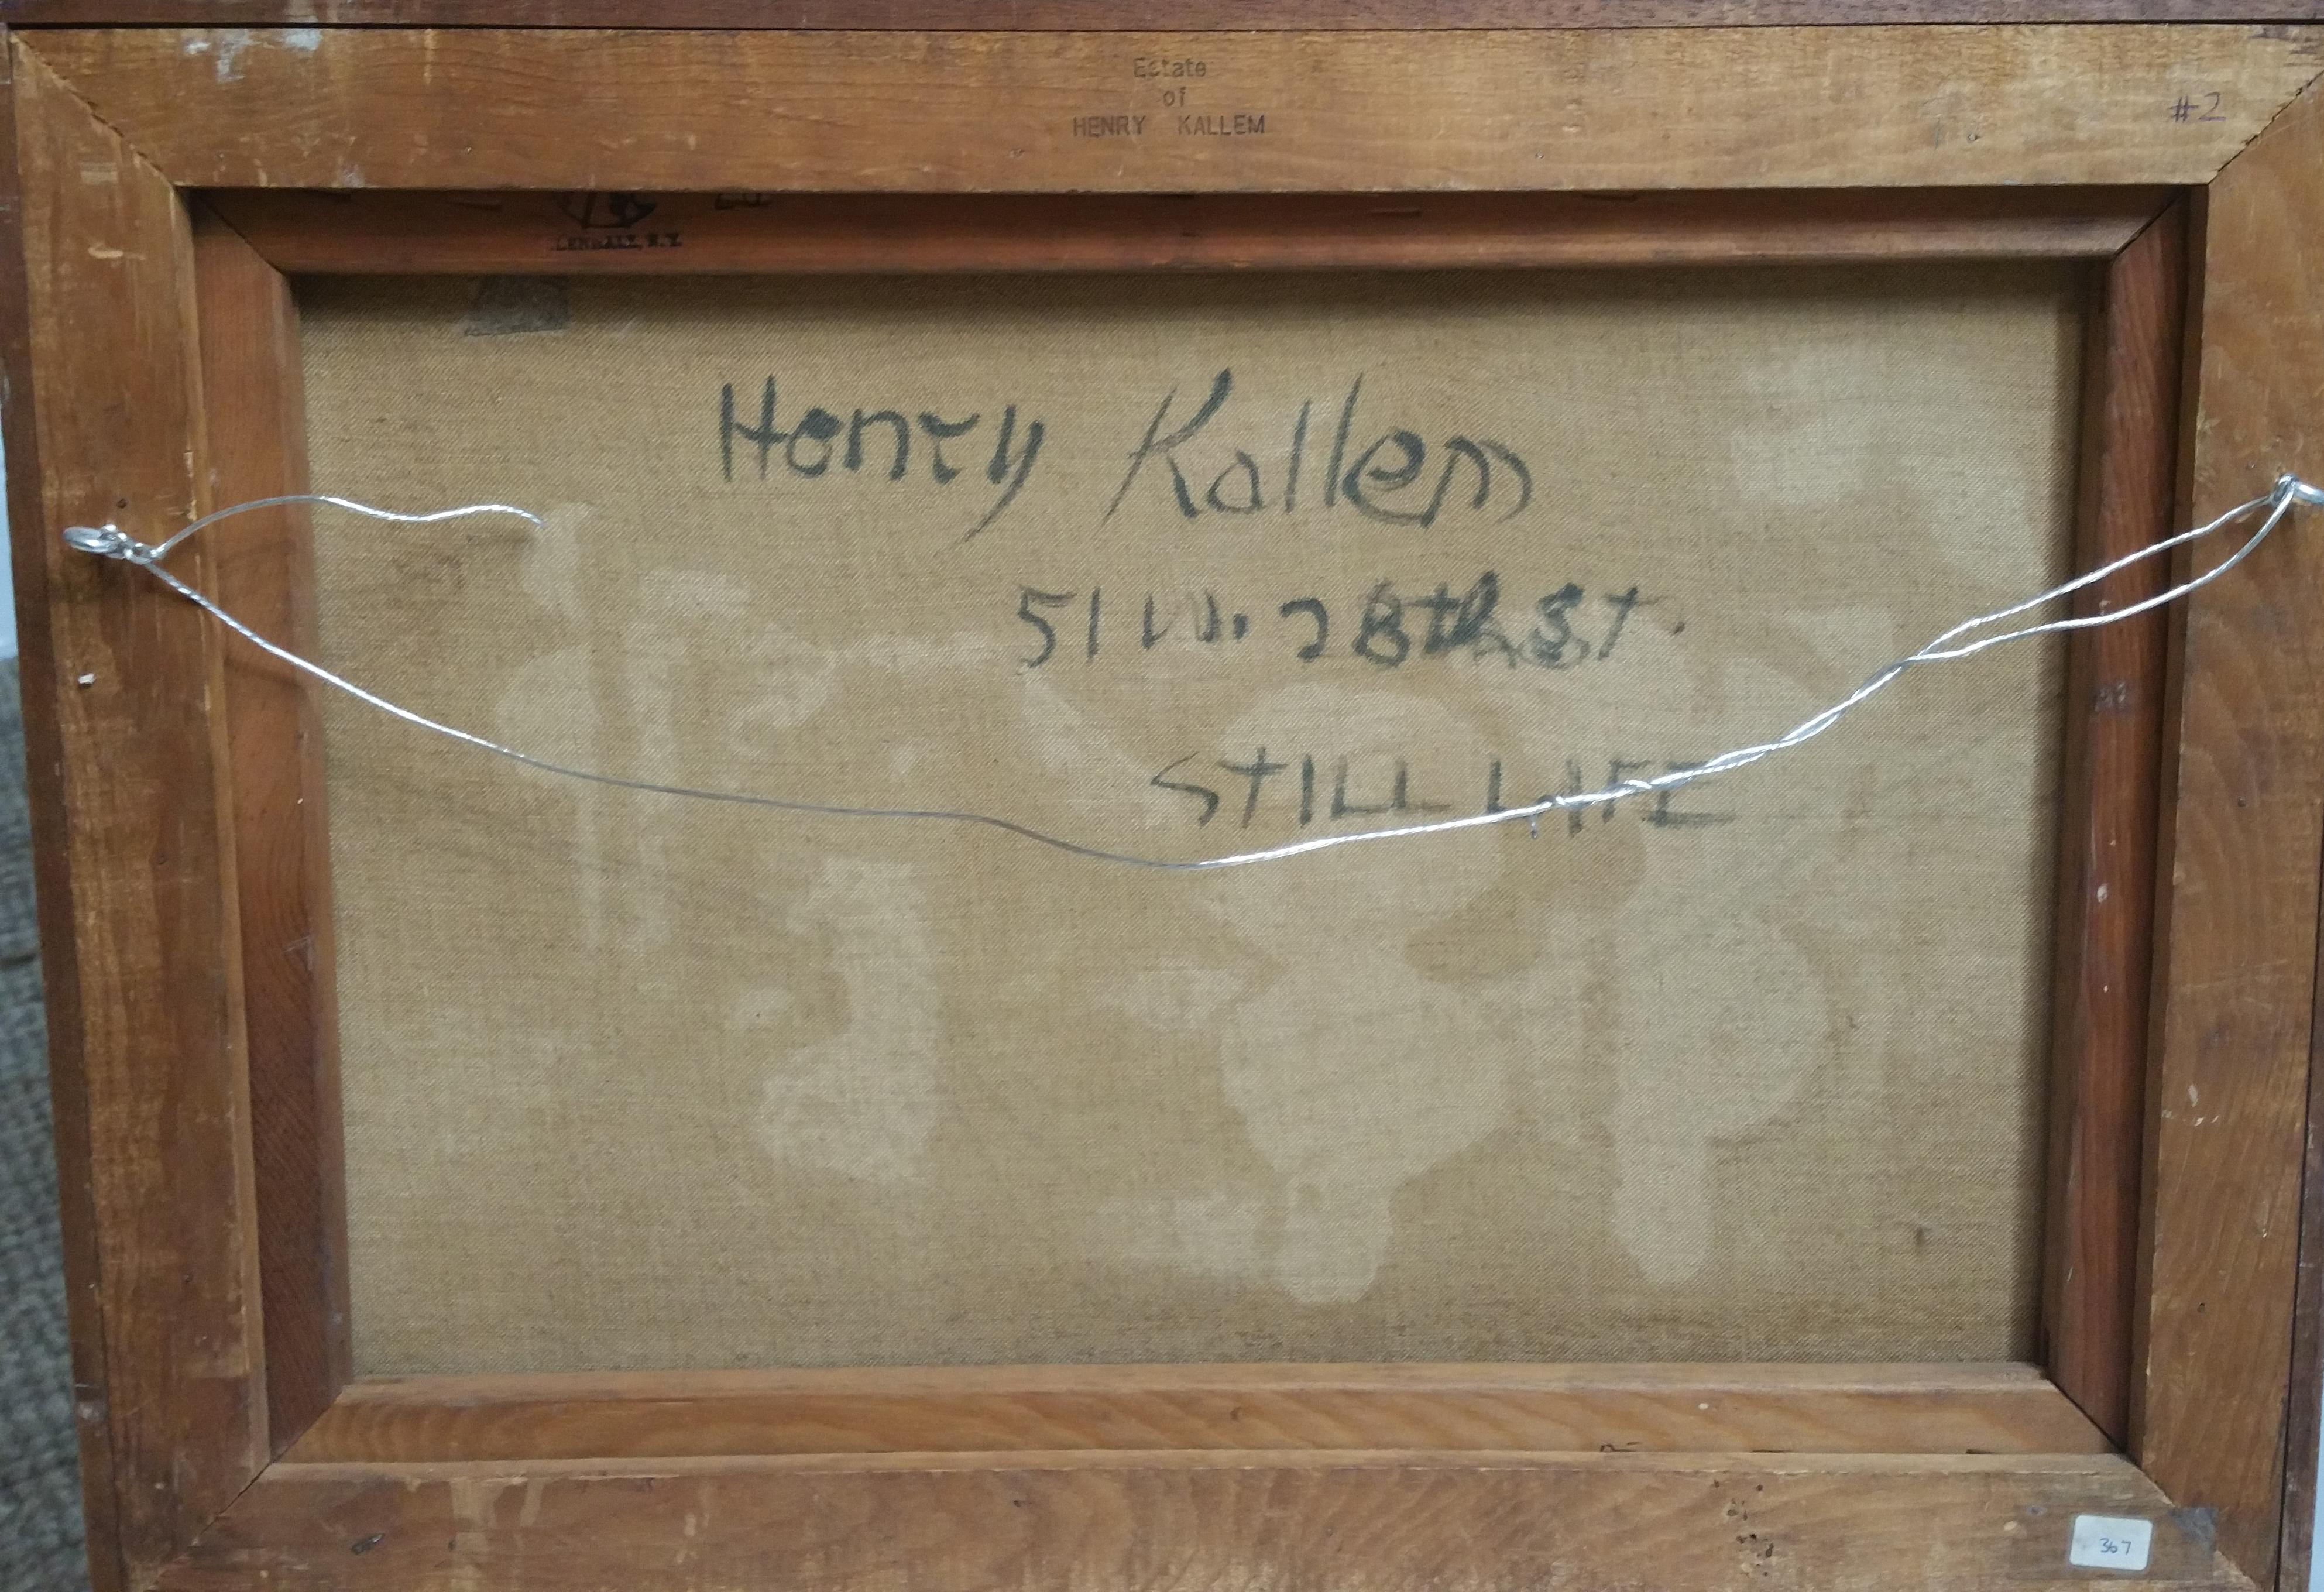 Estate
of
HENRY KALLEM
#2
Henry Kallem
51 W. 28th St.
STILL LIFE
367